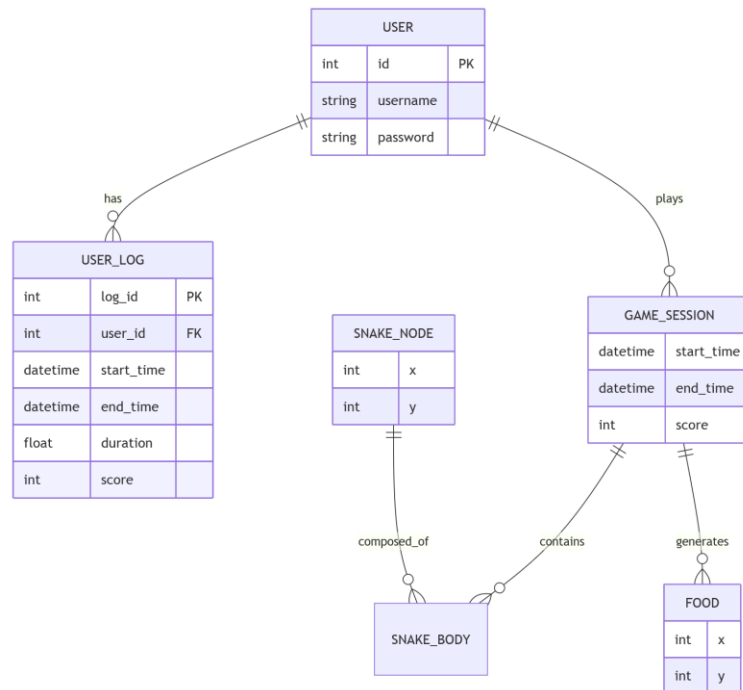 USER
int id PK
string username
string password
has
plays
USER_LOG
int log_id PK
int user_id FK
datetime start_time
datetime end_time
float duration
int score
SNAKE_NODE
int x
int y
GAME_SESSION
datetime start_time
datetime end_time
int score
composed_of
contains
generates
SNAKE_BODY
FOOD
int x
int y